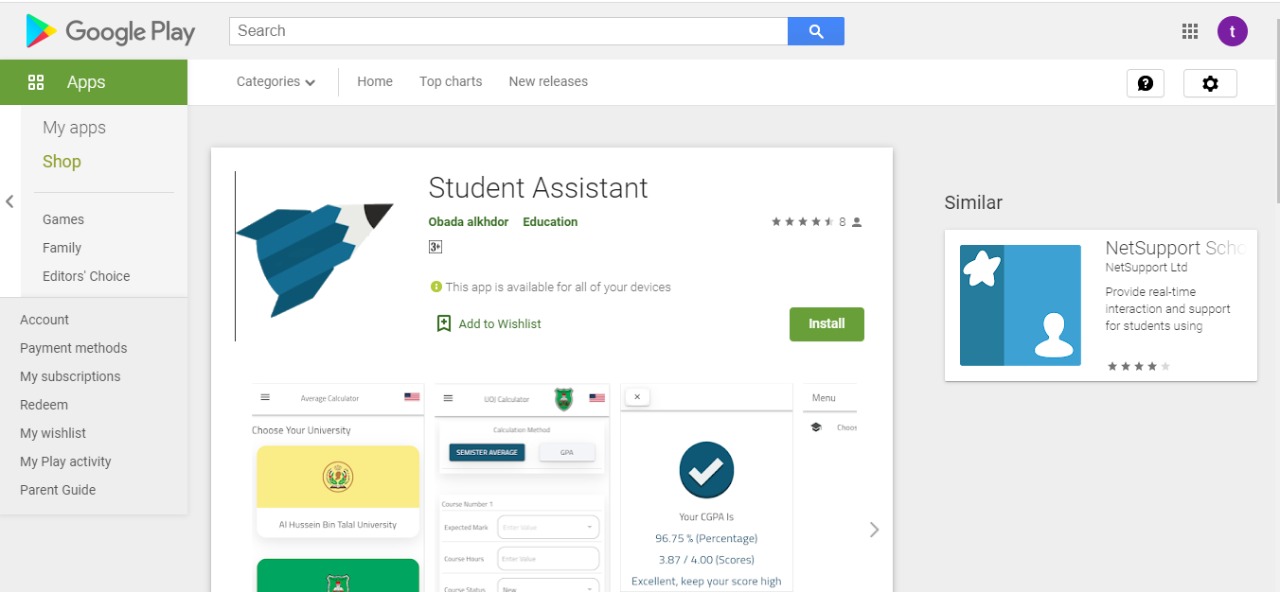 Google Play
Search
t
Apps
Categories
Home
Top charts
New releases
My apps
Shop
Games
Family
Editors' Choice
Account
Payment methods
My subscriptions
Redeem
My wishlist
My Play activity
Parent Guide
Student Assistant
Obada alkhdor Education
8
3+
This app is available for all of your devices
Add to Wishlist
Install
Average Calculator
Choose Your University
Al Hussein Bin Talal University
UQU Calculator
Calculation Method
SEMISTER AVERAGE
GPA
Course Number 1
Expected Mark
Enter Value
Course Hours
Enter Value
Course Status
New
Your CGPA Is
96.75 % (Percentage)
3.87 / 4.00 (Scores)
Excellent, keep your score high
Menu
Similar
NetSupport
NetSupport Ltd
Provide real-time
interaction and support
for students using